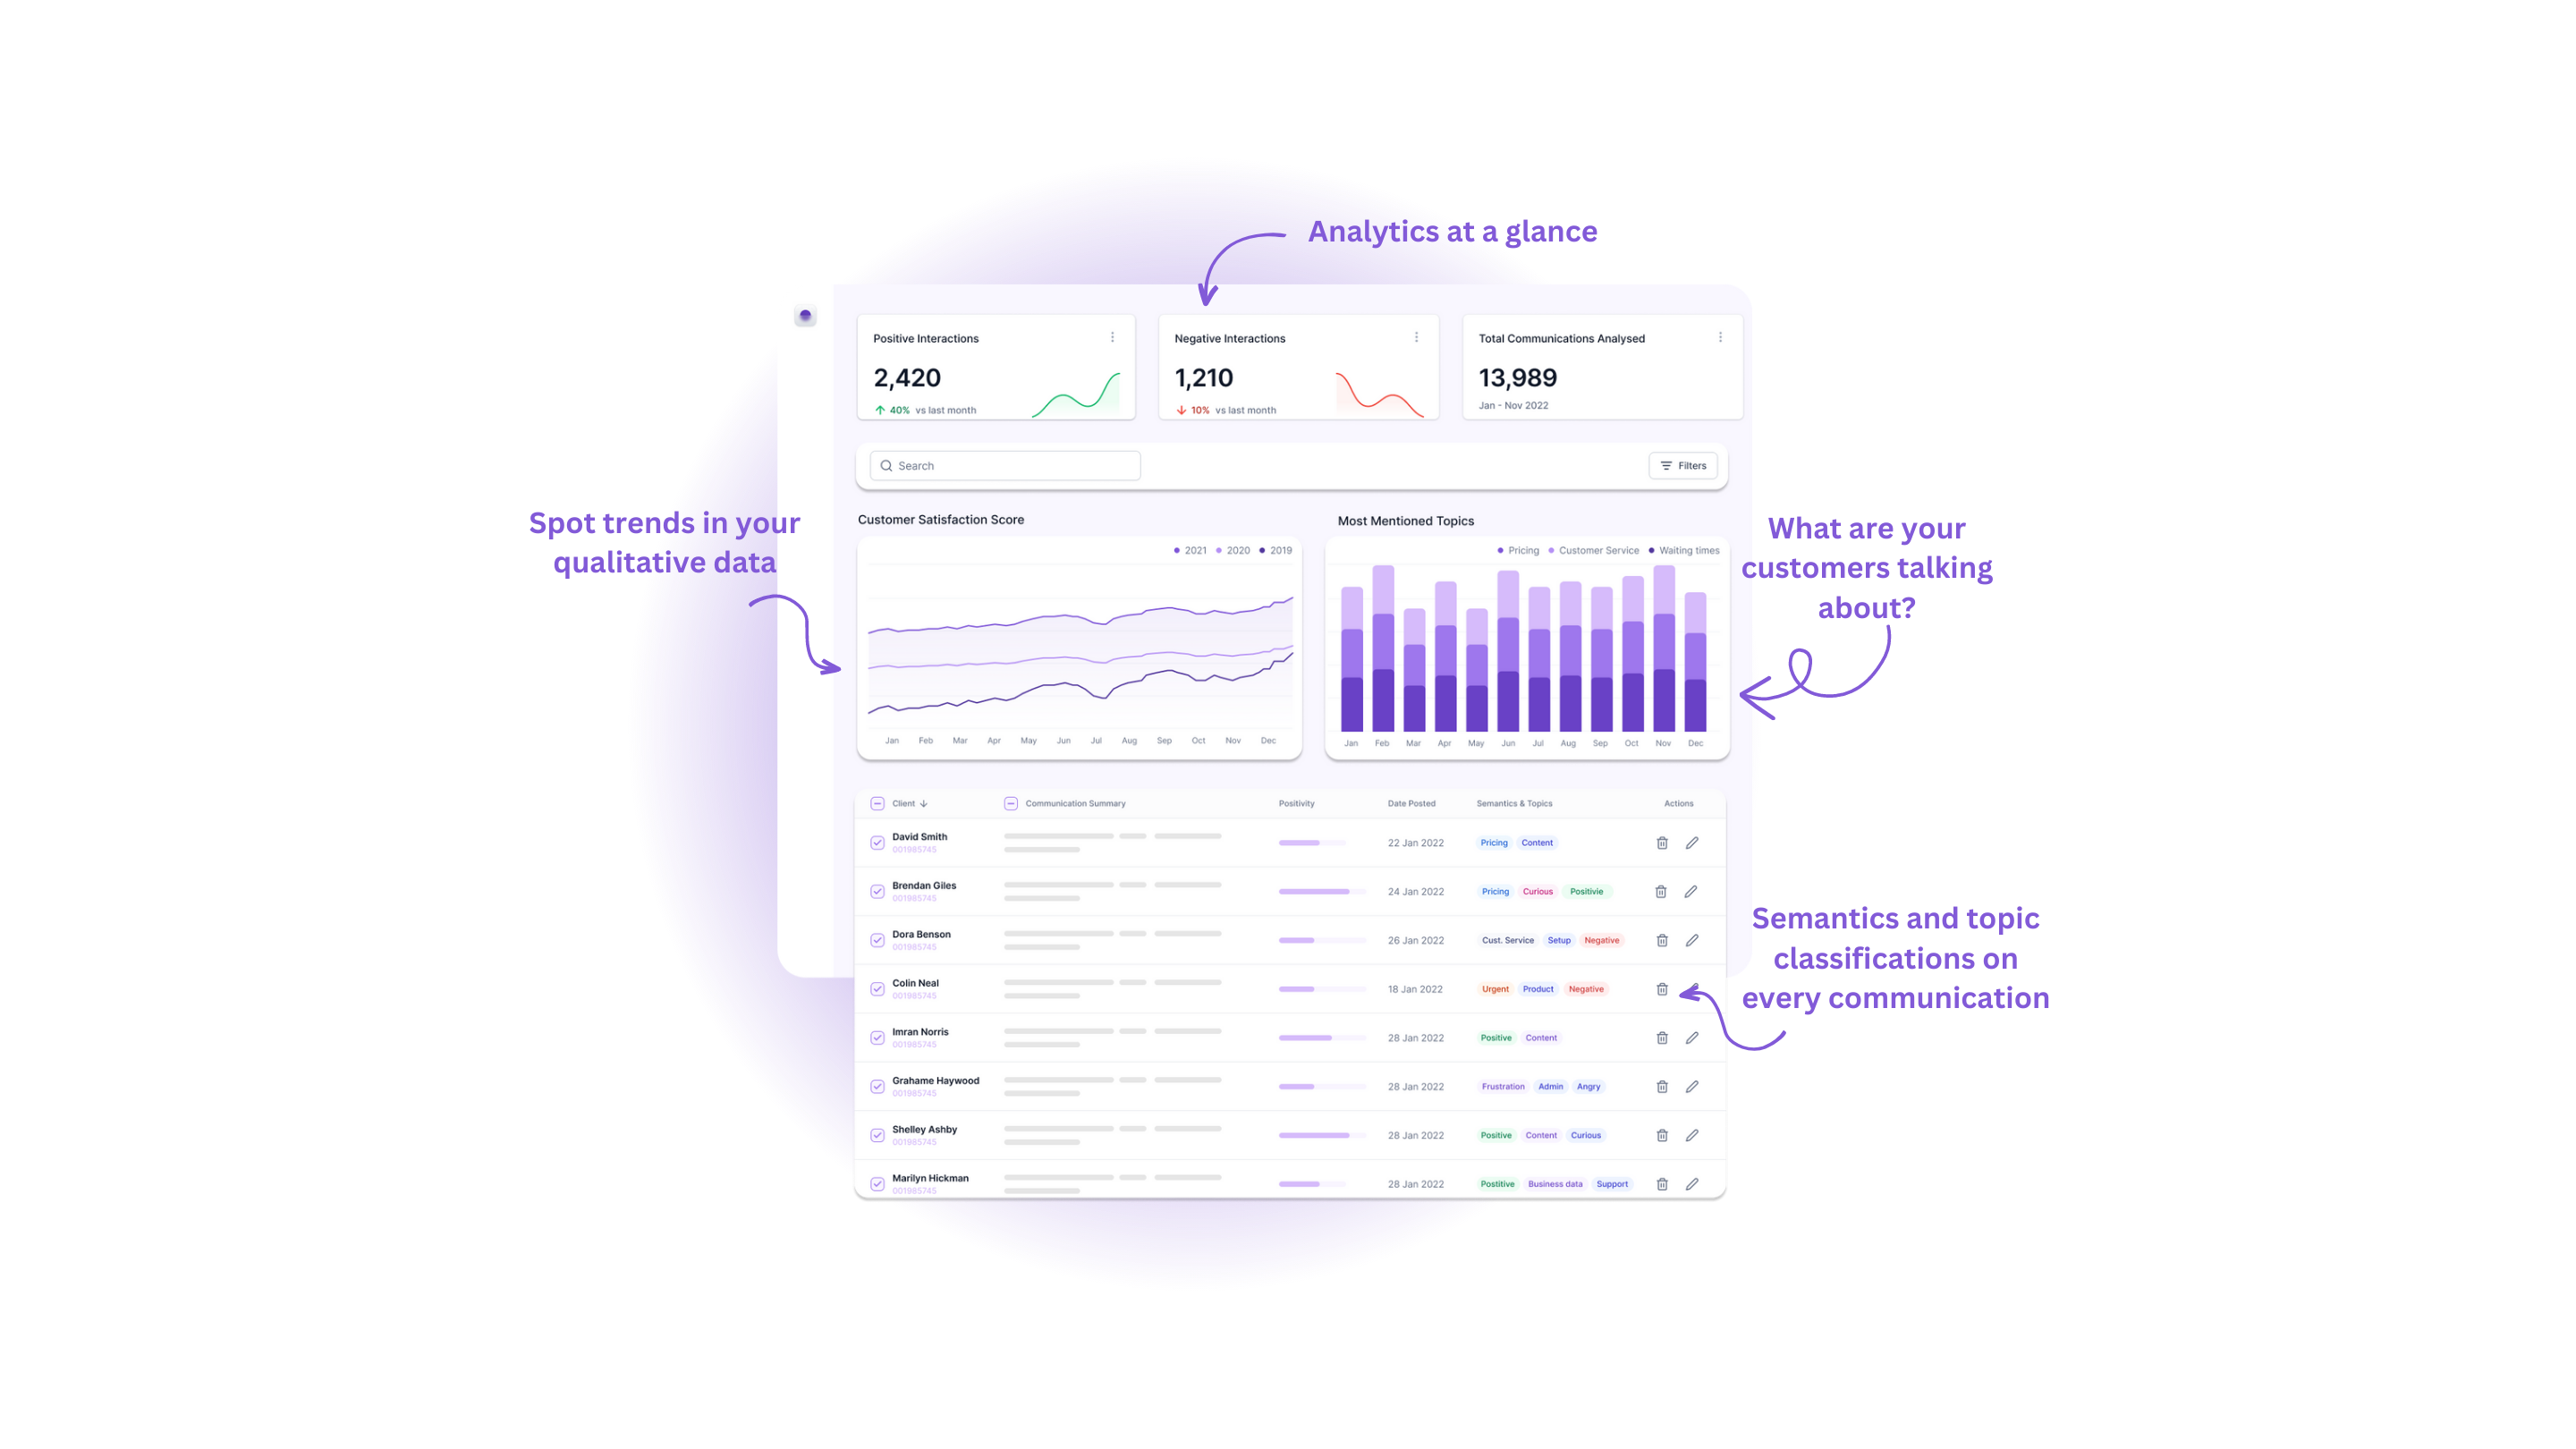 Analytics at a glance
Positive Interactions
2,420
40% vs last month
Negative Interactions
1,210
10% vs last month
Total Communications Analysed
13,989
Jan - Nov 2022
Search
Filters
Spot trends in your
qualitative data
Customer Satisfaction Score
2021 2020 2019
Jan Feb Mar Apr May Jun Jul Aug Sep Oct Nov Dec
Most Mentioned Topics
Pricing Customer Service Waiting times
Jan Feb Mar Apr May Jun Jul Aug Sep Oct Nov Dec
What are your
customers talking
about?
Client Communication Summary Positivity Date Posted Semantics & Topics Actions
David Smith
001985745
22 Jan 2022 Pricing Content
Brendan Giles
001985745
24 Jan 2022 Pricing Curious Positivie
Dora Benson
001985745
26 Jan 2022 Cust. Service Setup Negative
Colin Neal
001985745
18 Jan 2022 Urgent Product Negative
Imran Norris
001985745
28 Jan 2022 Positive Content
Grahame Haywood
001985745
28 Jan 2022 Frustration Admin Angry
Shelley Ashby
001985745
28 Jan 2022 Positive Content Curious
Marilyn Hickman
001985745
28 Jan 2022 Postitive Business data Support
Semantics and topic
classifications on
every communication